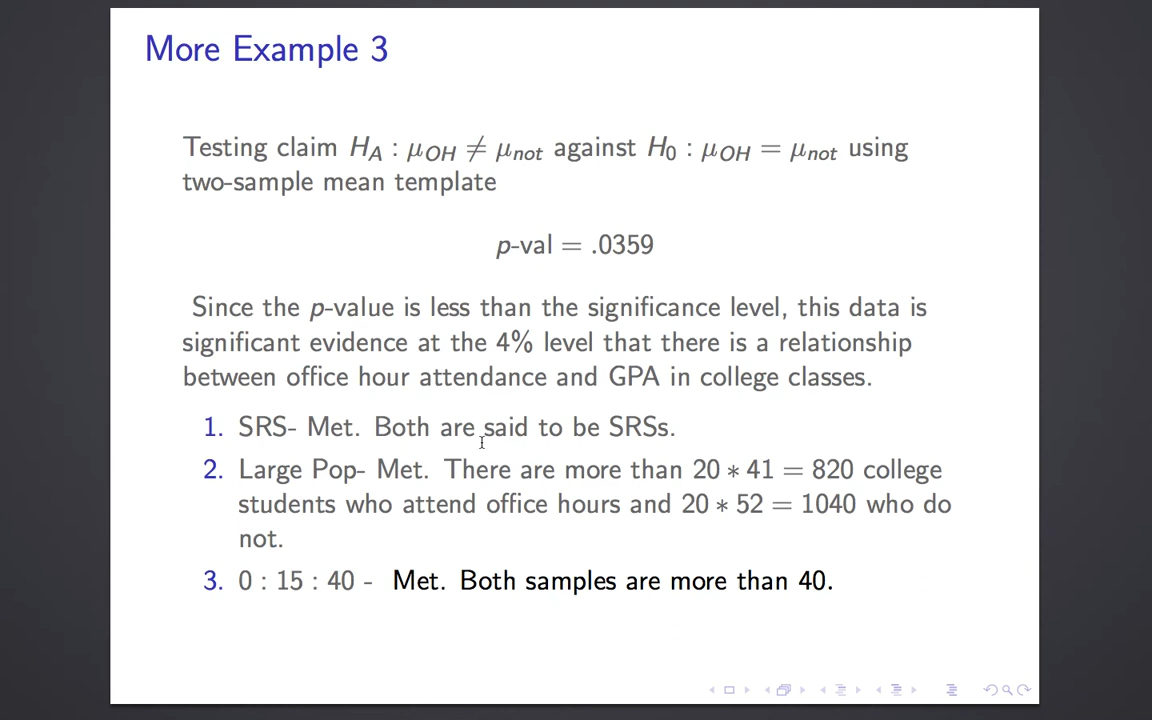 More Example 3
Testing claim H_A : μ_OH ≠ μ_not against H_0 : μ_OH = μ_not using
two-sample mean template
p-val = .0359
Since the p-value is less than the significance level, this data is
significant evidence at the 4% level that there is a relationship
between office hour attendance and GPA in college classes.
1. SRS- Met. Both are said to be SRSs.
2. Large Pop- Met. There are more than 20 ∗ 41 = 820 college
students who attend office hours and 20 ∗ 52 = 1040 who do
not.
3. 0 : 15 : 40 - Met. Both samples are more than 40.